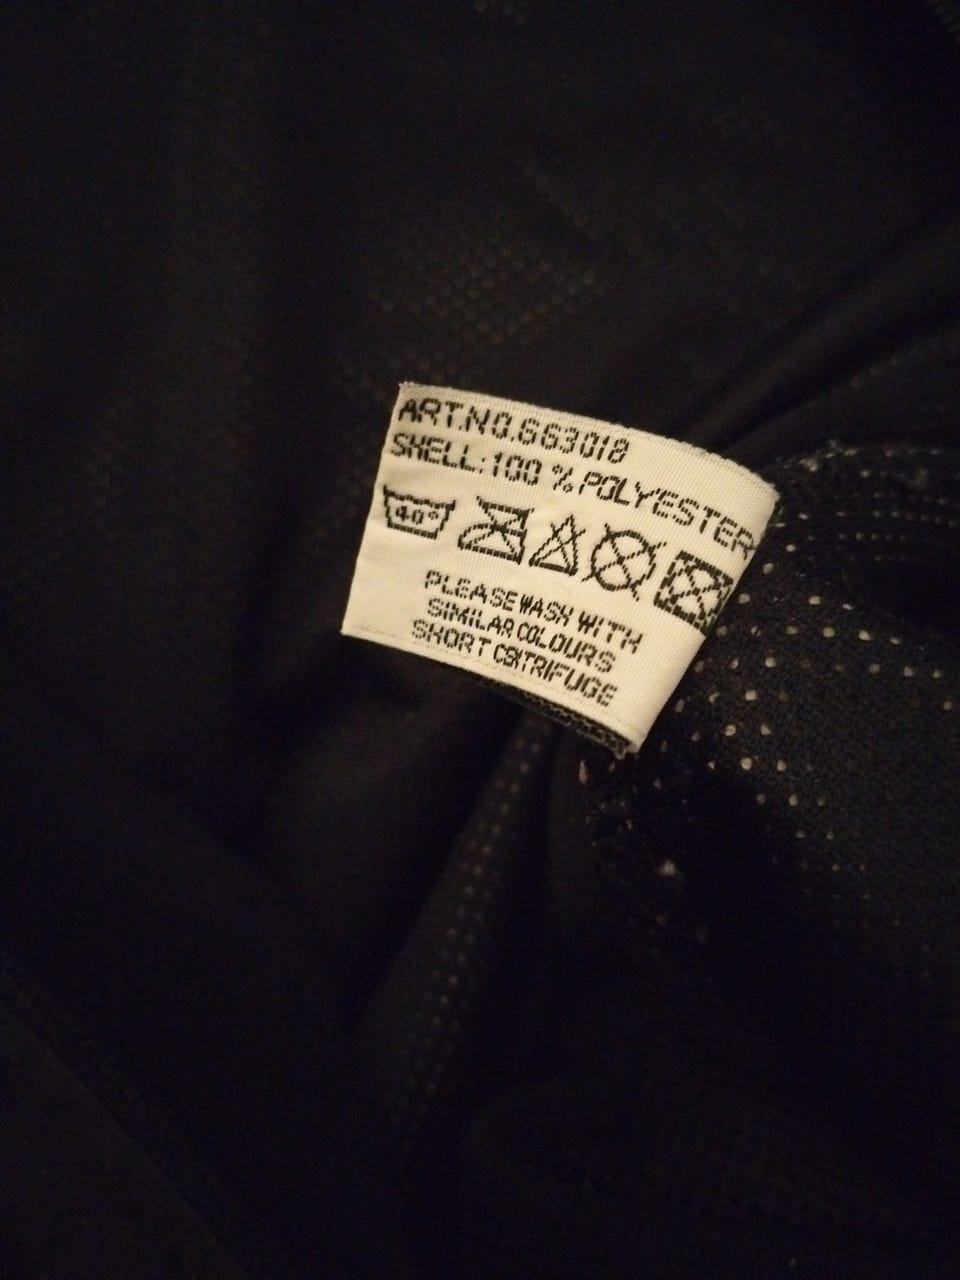 ART.NO.663018
SHELL:100 % POLYESTER
40°
PLEASE WASH WITH
SIMILAR COLOURS
SHORT CENTRIFUGE